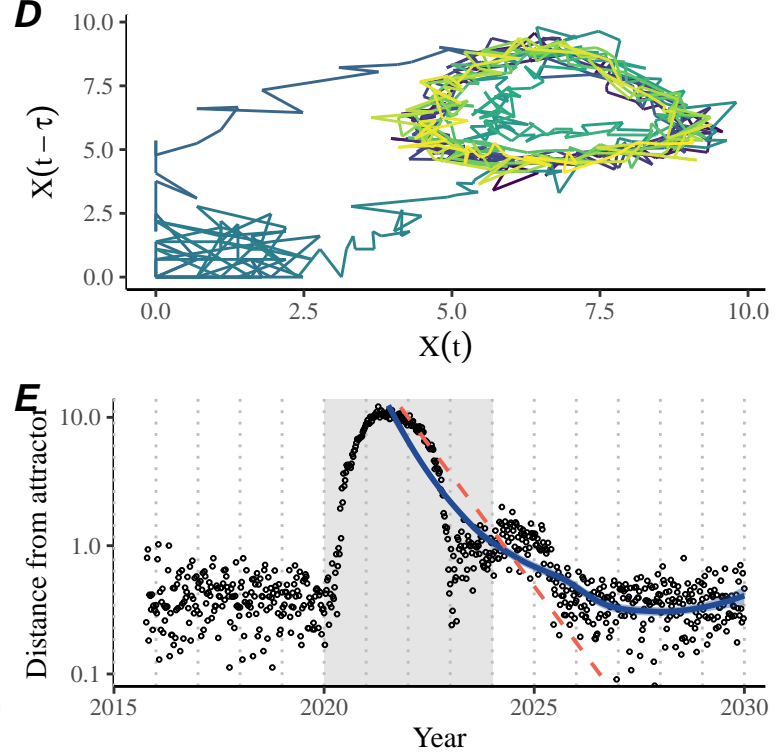 D
10.0
7.5
5.0
2.5
0.0
X(t − τ)
0.0 2.5 5.0 7.5 10.0
X(t)
E
10.0
1.0
0.1
Distance from attractor
2015 2020 2025 2030
Year